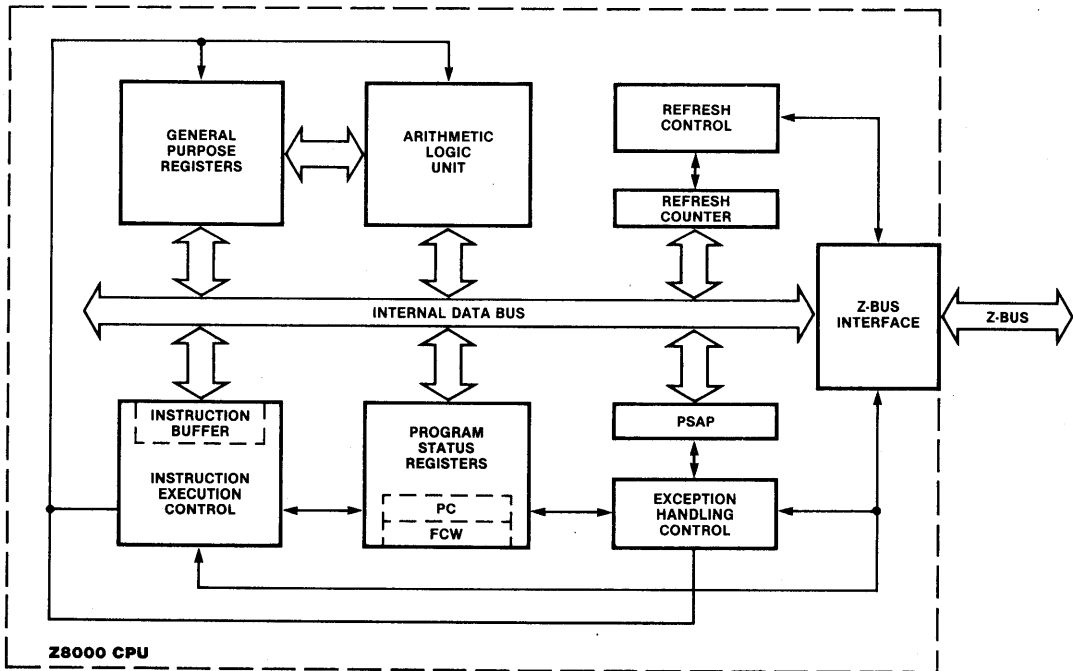 GENERAL
PURPOSE
REGISTERS
ARITHMETIC
LOGIC
UNIT
REFRESH
CONTROL
REFRESH
COUNTER
INTERNAL DATA BUS
Z-BUS
INTERFACE
Z-BUS
INSTRUCTION
BUFFER
INSTRUCTION
EXECUTION
CONTROL
PROGRAM
STATUS
REGISTERS
PC
FCW
PSAP
EXCEPTION
HANDLING
CONTROL
Z8000 CPU